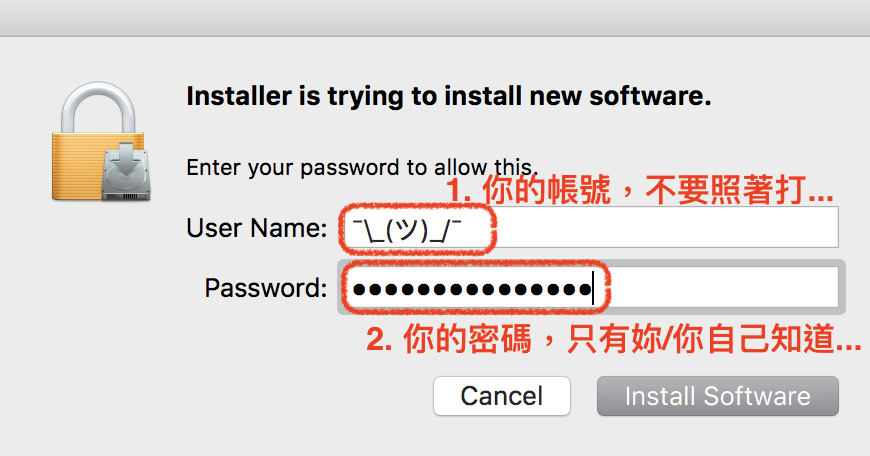 Installer is trying to install new software.
Enter your password to allow this.
1. 你的帳號，不要照著打...
User Name: ¯\_(ツ)_/¯
Password: ●●●●●●●●●●●●●●●
2. 你的密碼，只有妳/你自己知道...
Cancel Install Software